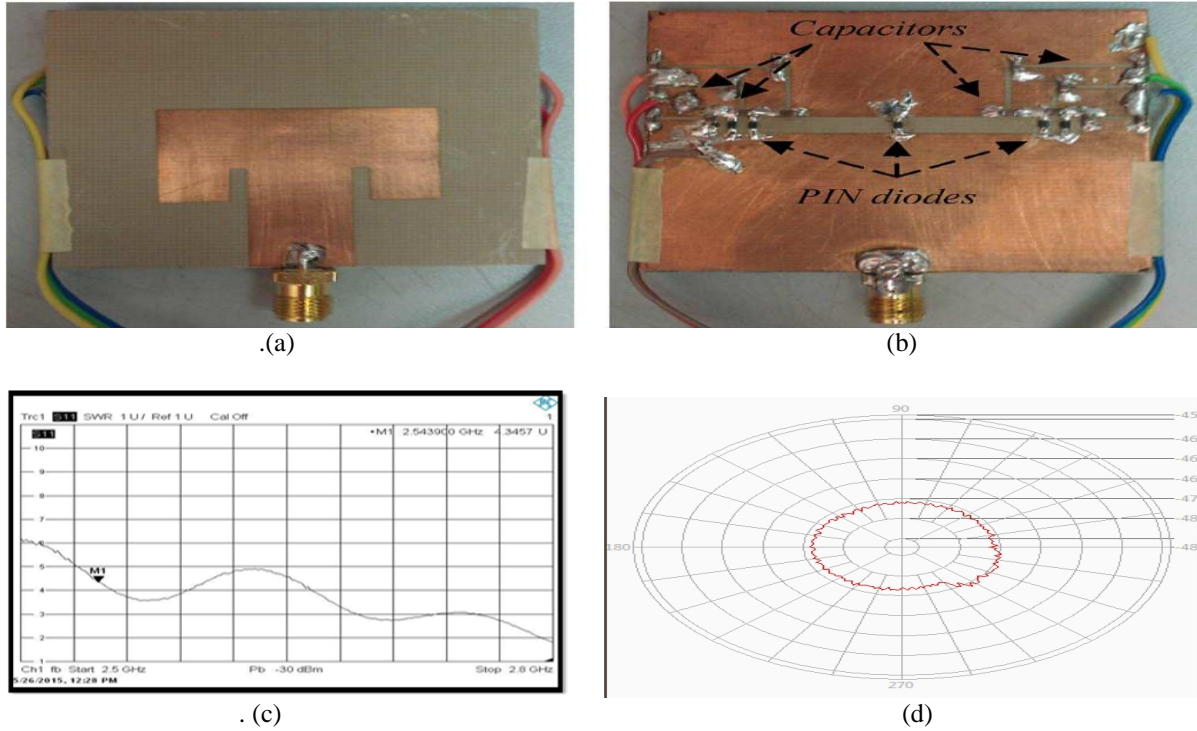 Capacitors
PIN diodes
.(a)
(b)
Trc1 S11 SWR 1 U / Ref 1 U Cal Off
1
S11
•M1 2.543900 GHz 4.3457 U
10
9
8
7
6
5
M1
4
3
2
1
Ch1 fb Start 2.5 GHz Pb -30 dBm Stop 2.8 GHz
5/26/2015, 12:28 PM
90
-45
-46
-46
-46
-47
-48
180
-48
270
. (c)
(d)